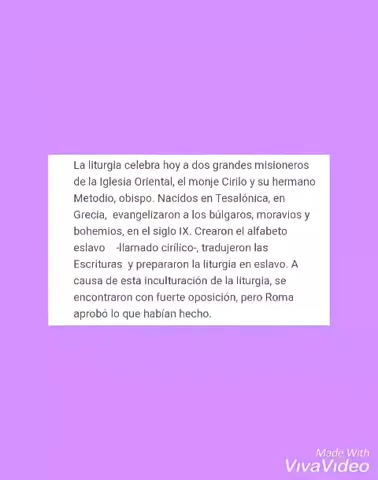 La liturgia celebra hoy a dos grandes misioneros
de la Iglesia Oriental, el monje Cirilo y su hermano
Metodio, obispo. Nacidos en Tesalónica, en
Grecia, evangelizaron a los búlgaros, moravios y
bohemios, en el siglo IX. Crearon el alfabeto
eslavo -llamado cirílico-, tradujeron las
Escrituras y prepararon la liturgia en eslavo. A
causa de esta inculturación de la liturgia, se
encontraron con fuerte oposición, pero Roma
aprobó lo que habían hecho.
Made With
VivaVideo